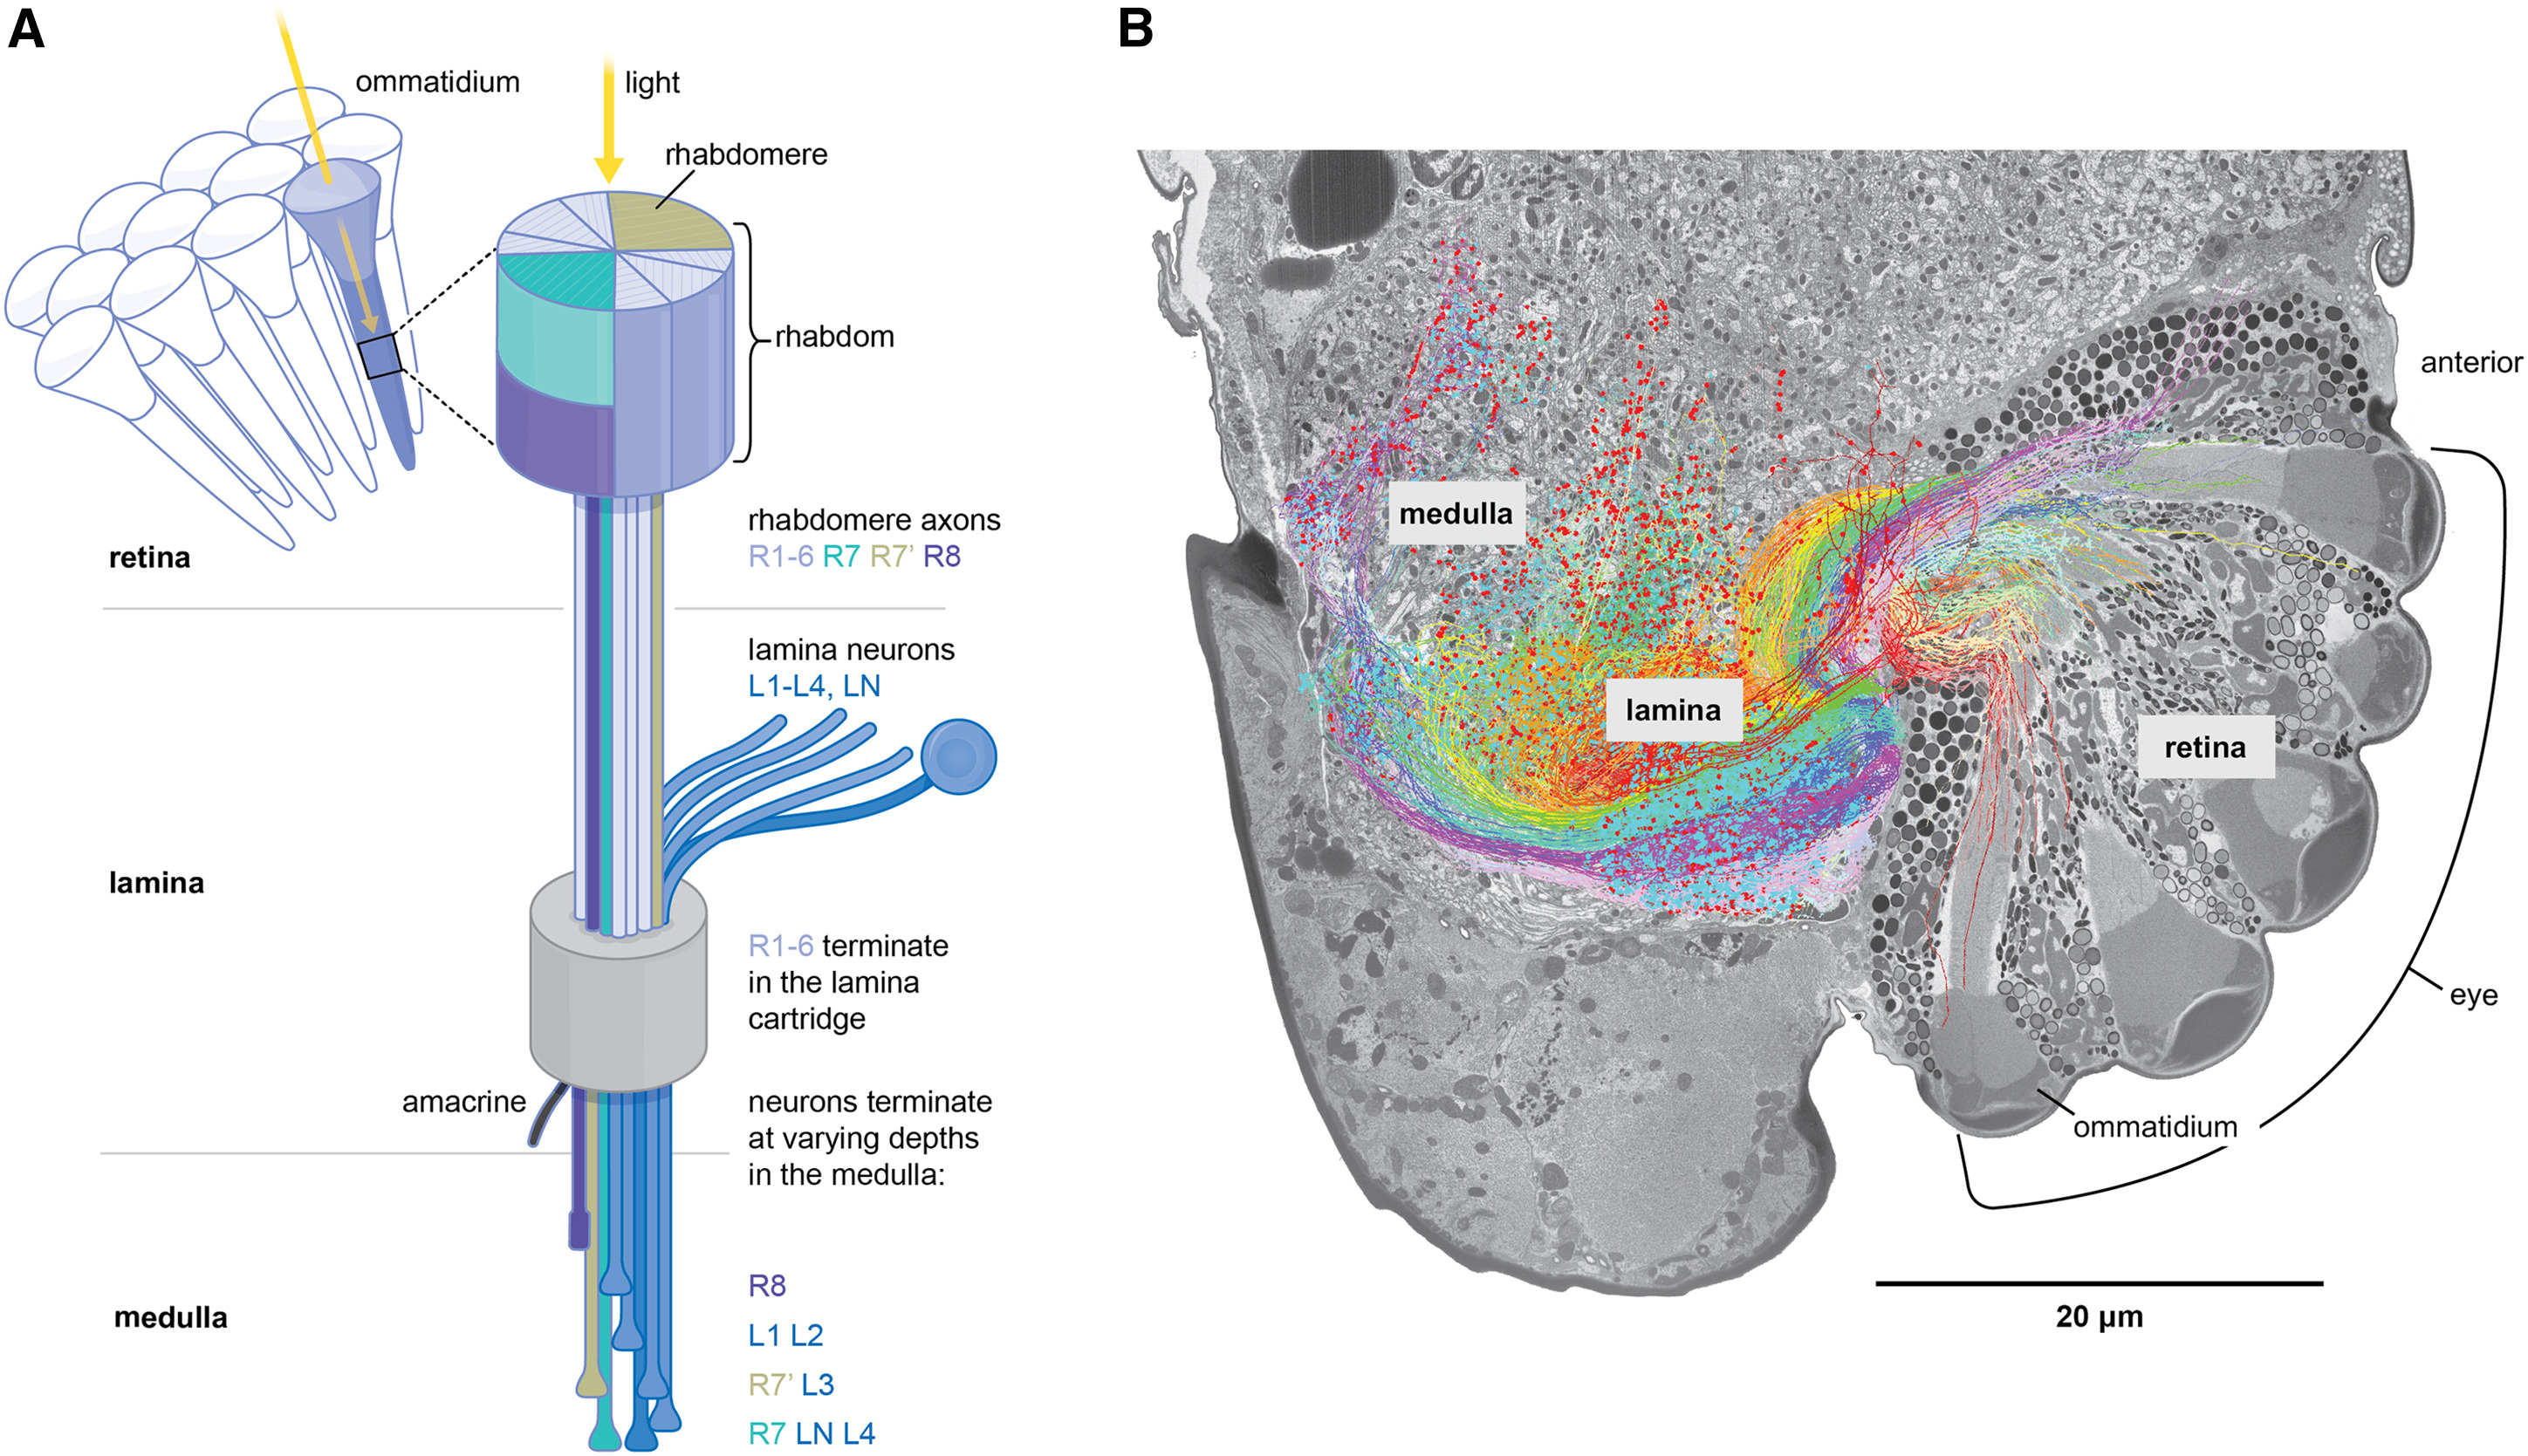 A
ommatidium
light
rhabdomere
rhabdom
rhabdomere axons
R1-6 R7 R7’ R8
retina
lamina neurons
L1-L4, LN
lamina
R1-6 terminate
in the lamina
cartridge
amacrine
neurons terminate
at varying depths
in the medulla:
medulla
R8
L1 L2
R7’ L3
R7 LN L4
B
anterior
medulla
lamina
retina
eye
ommatidium
20 µm